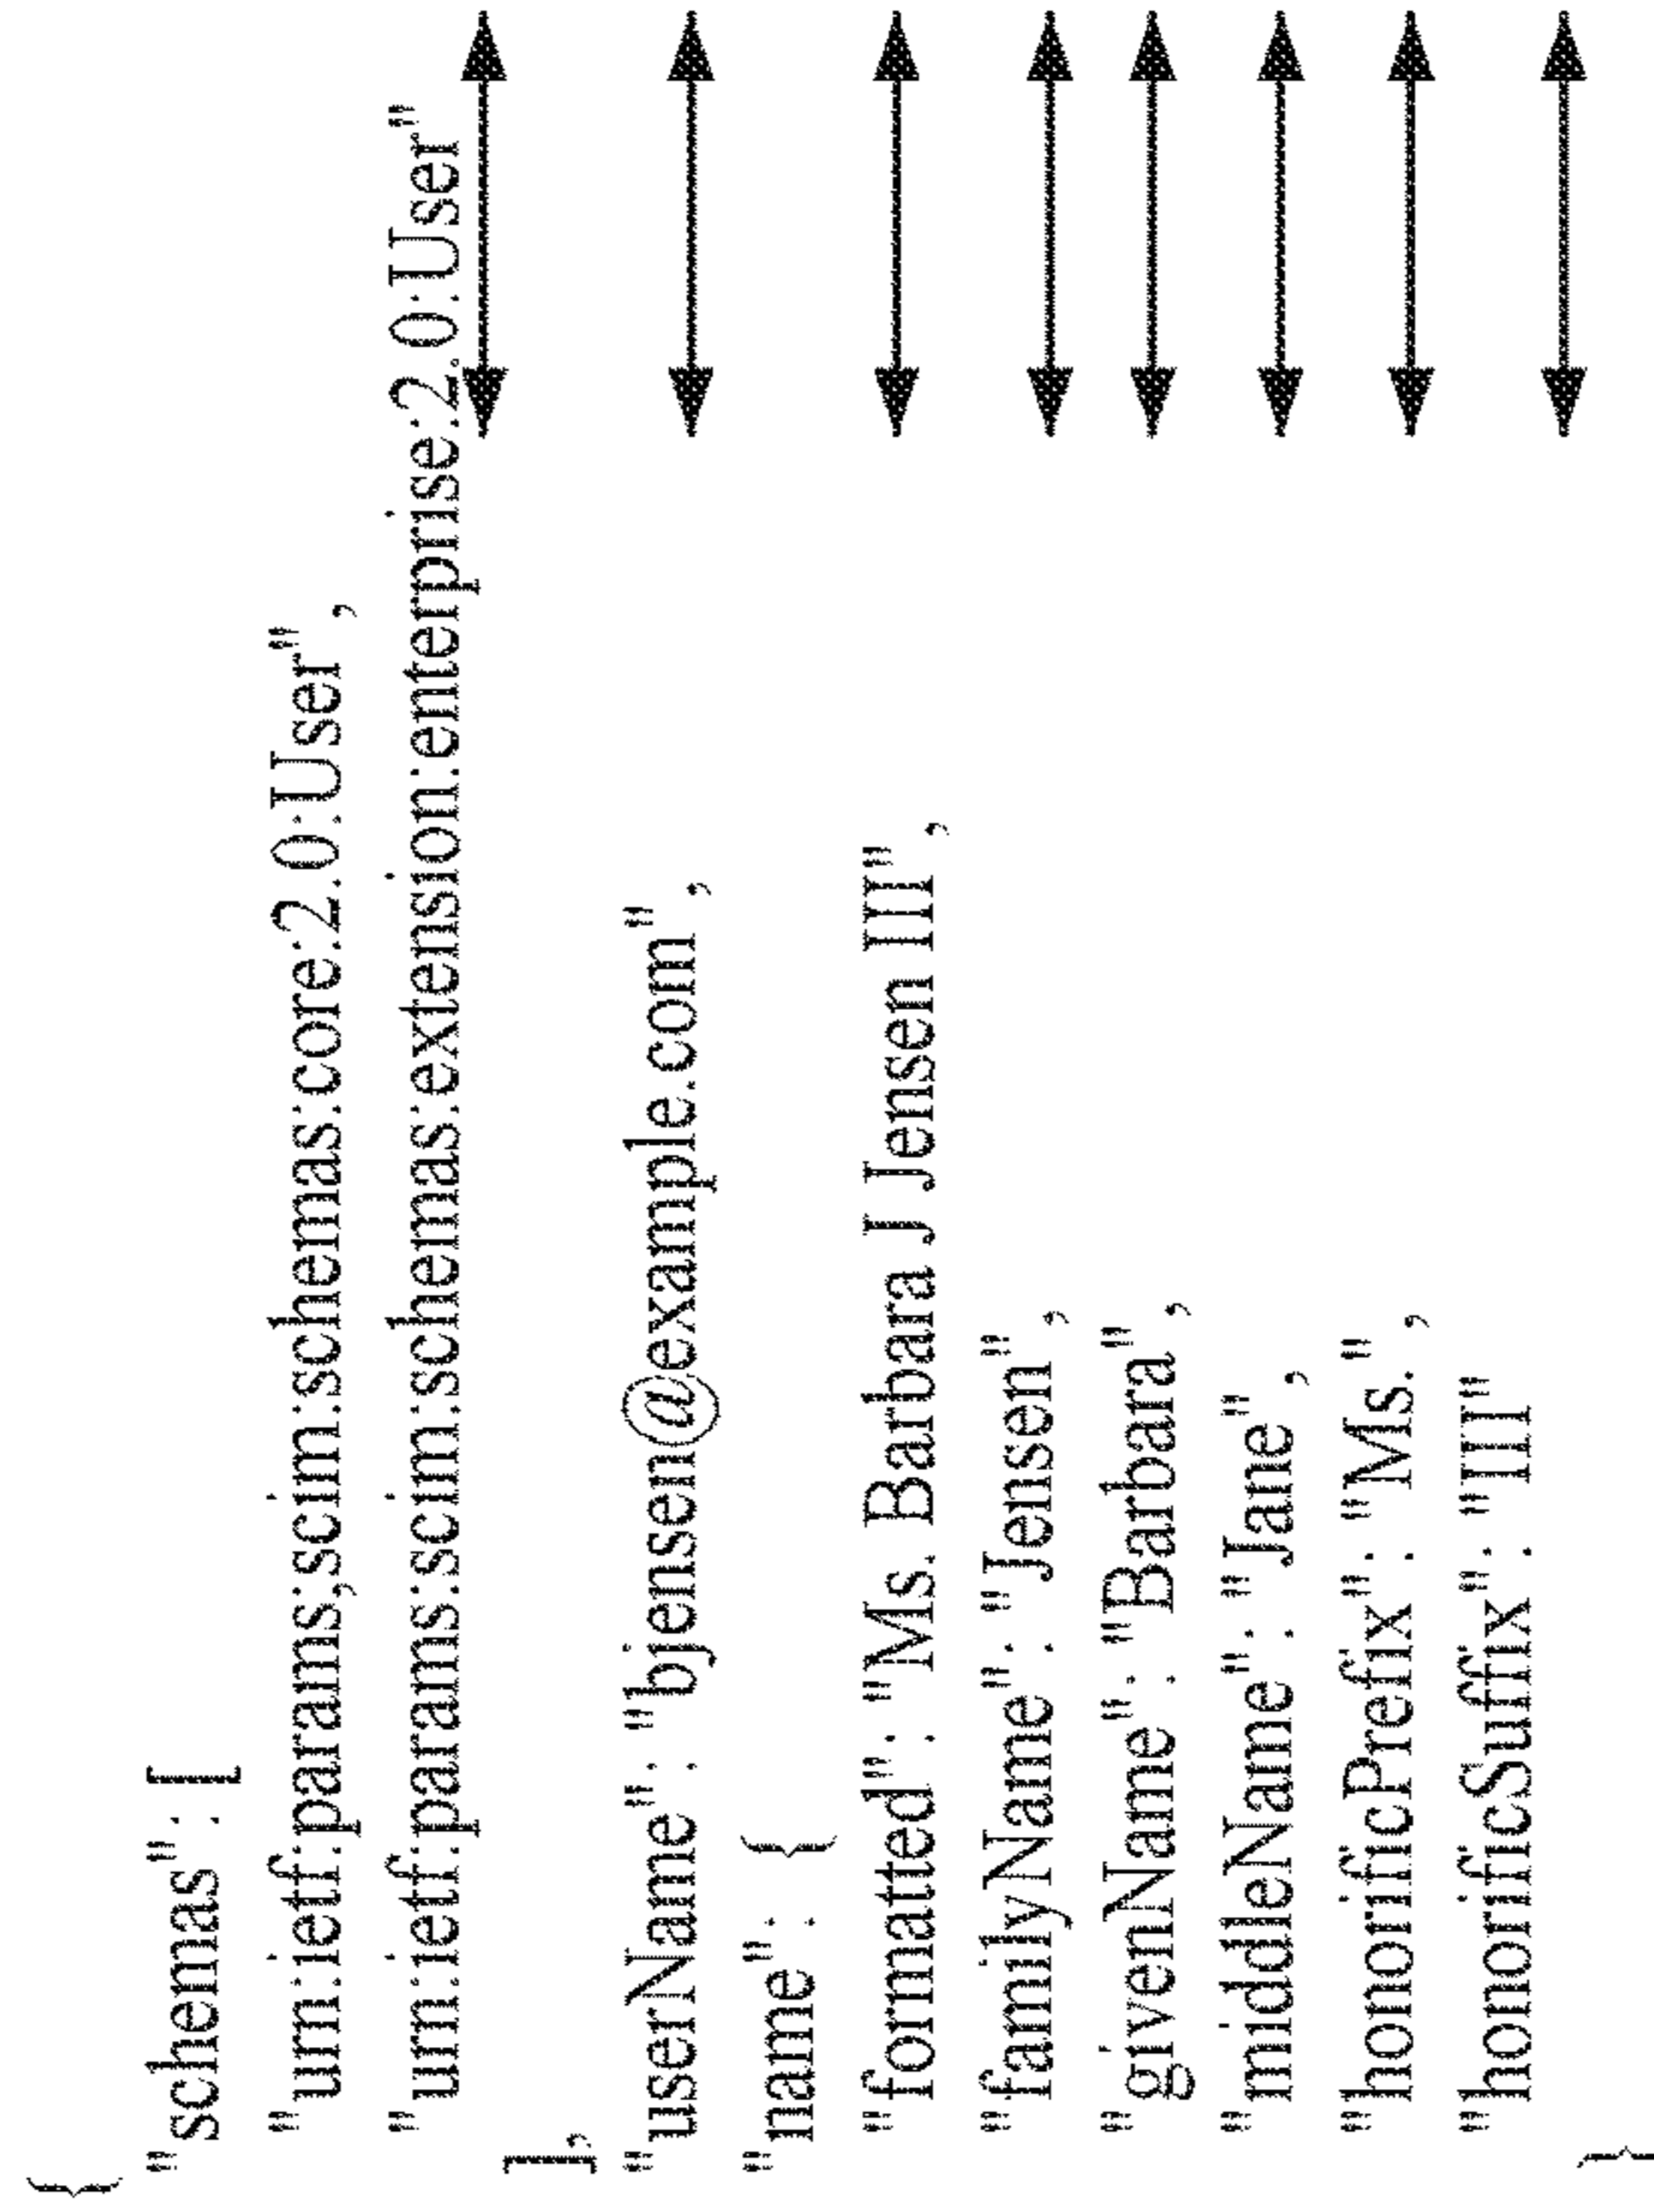 {
"schemas": [
"urn:ietf:params;scim:schemas:core:2.0:User",
"urn:ietf:params:scim:schemas:extension:enterprise:2.0:User"
],
"userName": "bjensen@example.com",
"name": {
"formatted": "Ms. Barbara J Jensen III",
"familyName": "Jensen",
"givenName": "Barbara",
"middleName": "Jane",
"honorificPrefix": "Ms.",
"honorificSuffix": "III"
}